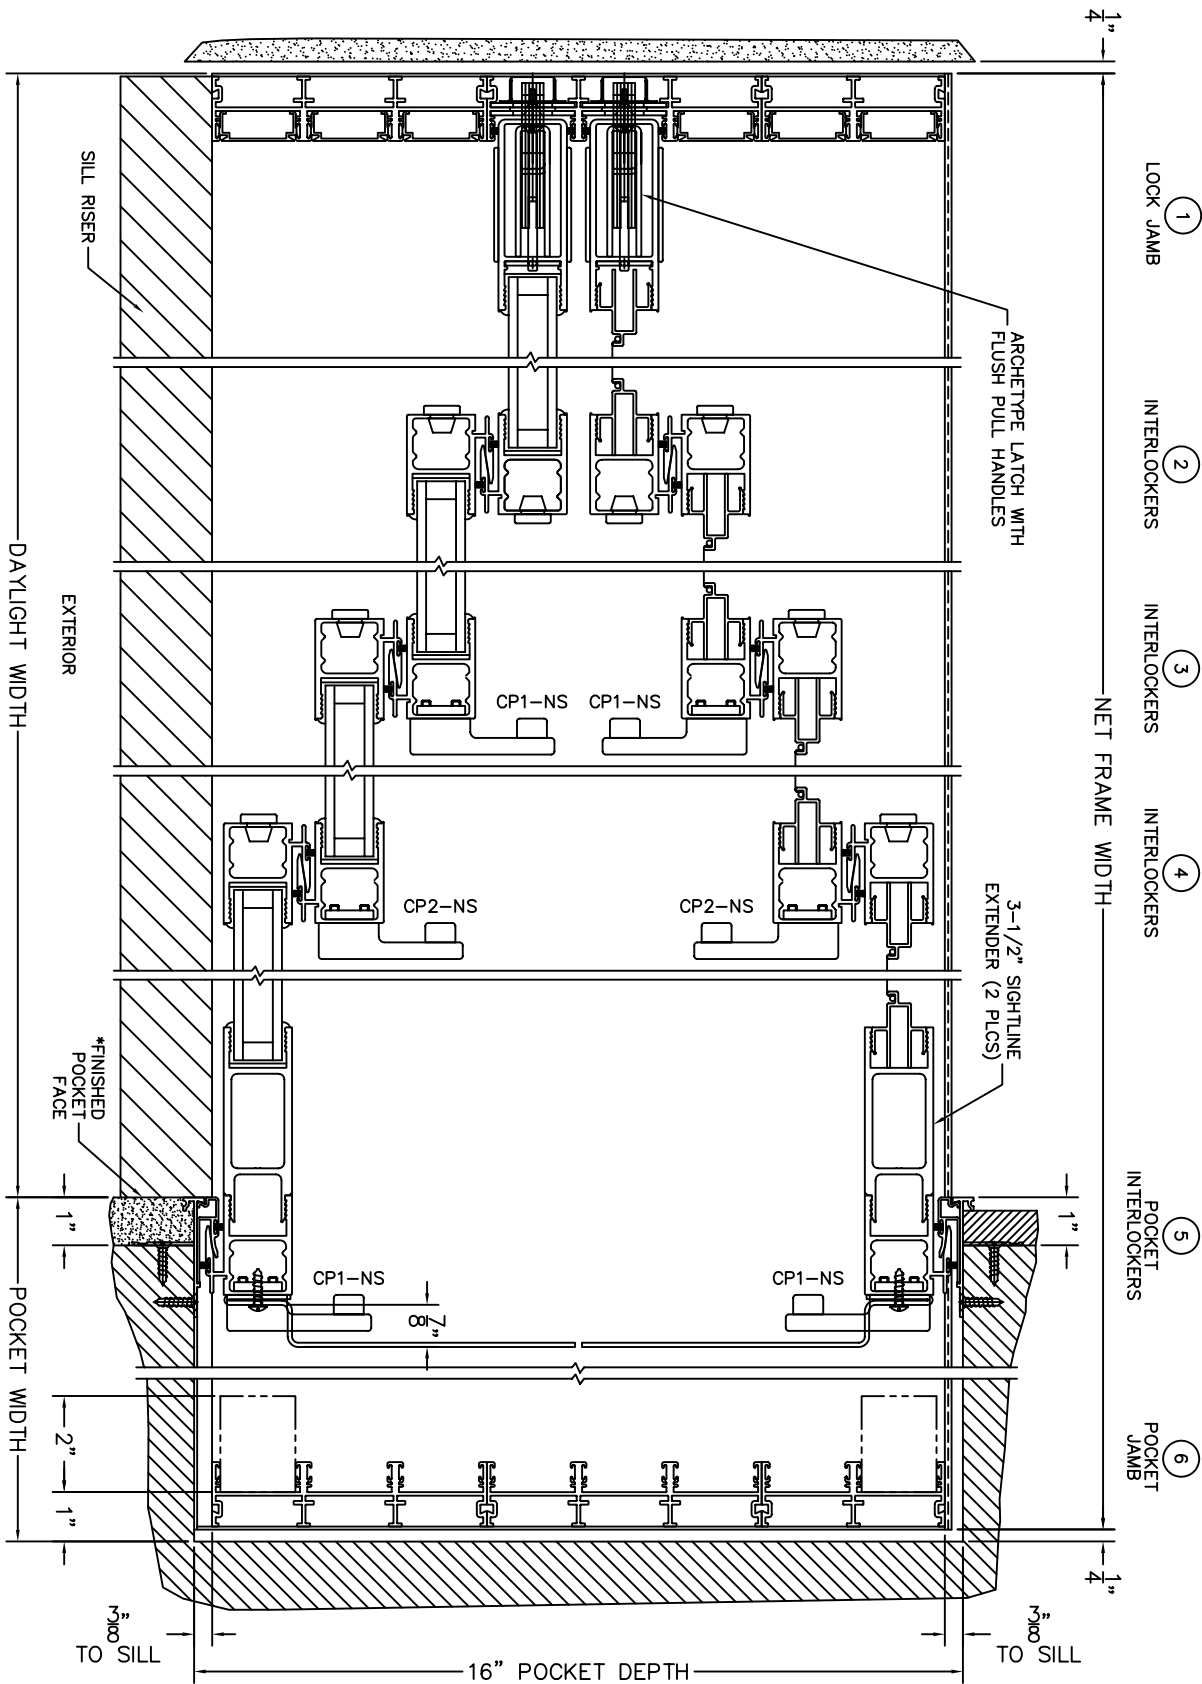 1/4"
1
LOCK JAMB
2
INTERLOCKERS
3
INTERLOCKERS
4
INTERLOCKERS
5
POCKET
INTERLOCKERS
6
POCKET
JAMB
1/4"
NET FRAME WIDTH
ARCHETYPE LATCH WITH
FLUSH PULL HANDLES
3-1/2" SIGHTLINE
EXTENDER (2 PLCS)
1"
3/8"
TO SILL
CP1-NS
CP1-NS
CP2-NS
CP2-NS
CP1-NS
CP1-NS
7/8"
16" POCKET DEPTH
SILL RISER
EXTERIOR
*FINISHED
POCKET
FACE
1"
2"
1"
3/8"
TO SILL
DAYLIGHT WIDTH
POCKET WIDTH